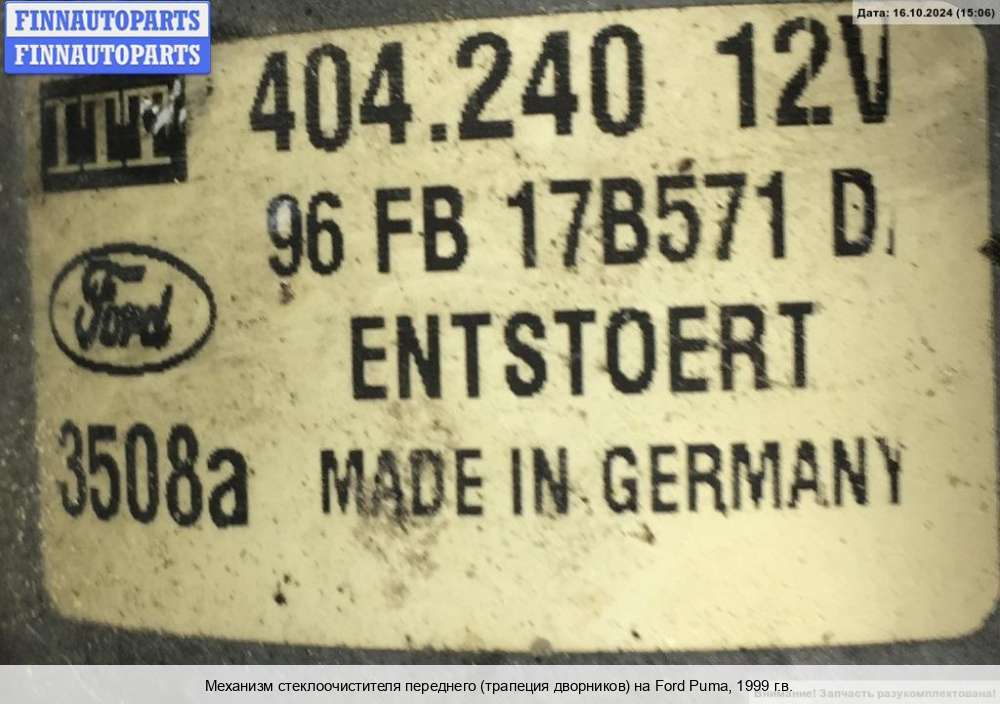 FINNAUTOPARTS
FINNAUTOPARTS
Дата: 16.10.2024 (15:06)
404.240 12V
ITT
96 FB 17B571 D
Ford
ENTSTOERT
3508a
MADE IN GERMANY
Механизм стеклоочистителя переднего (трапеция дворников) на Ford Puma, 1999 г.в.
Внимание! Запчасть разукомплектована!